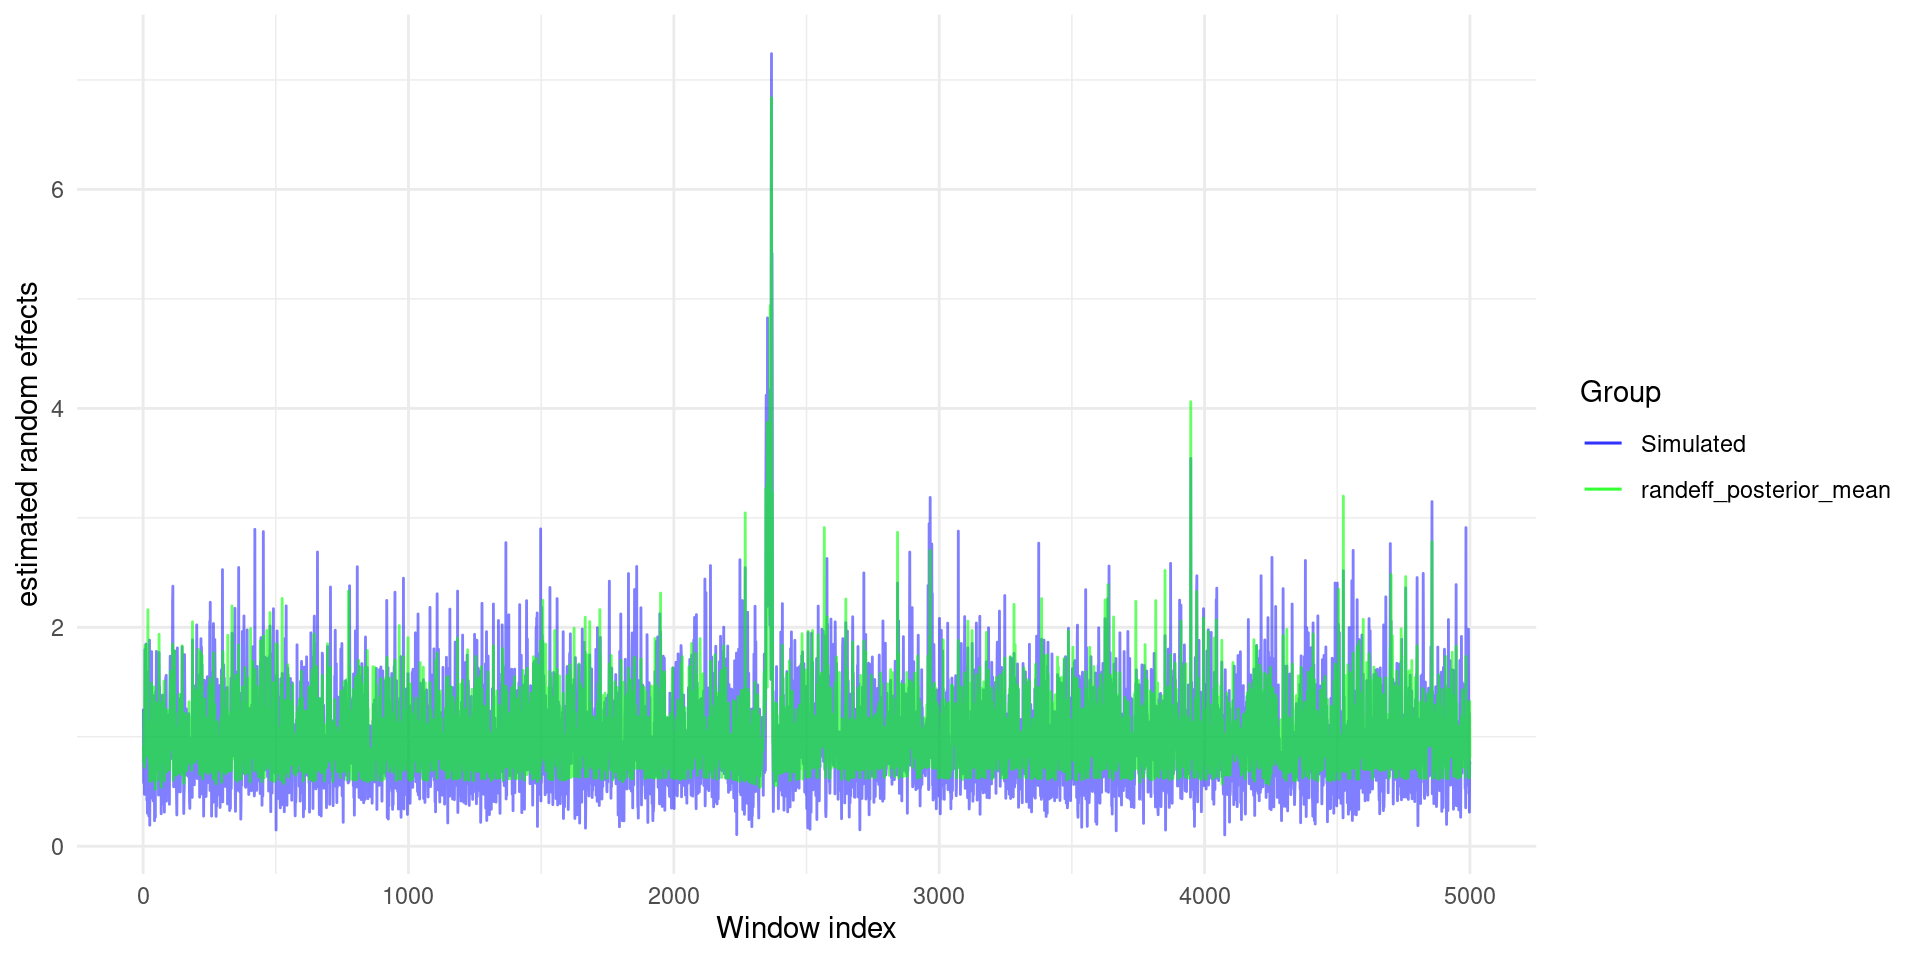 estimated random effects
6
4
2
0
0
1000
2000
3000
4000
5000
Window index
Group
Simulated
randeff_posterior_mean